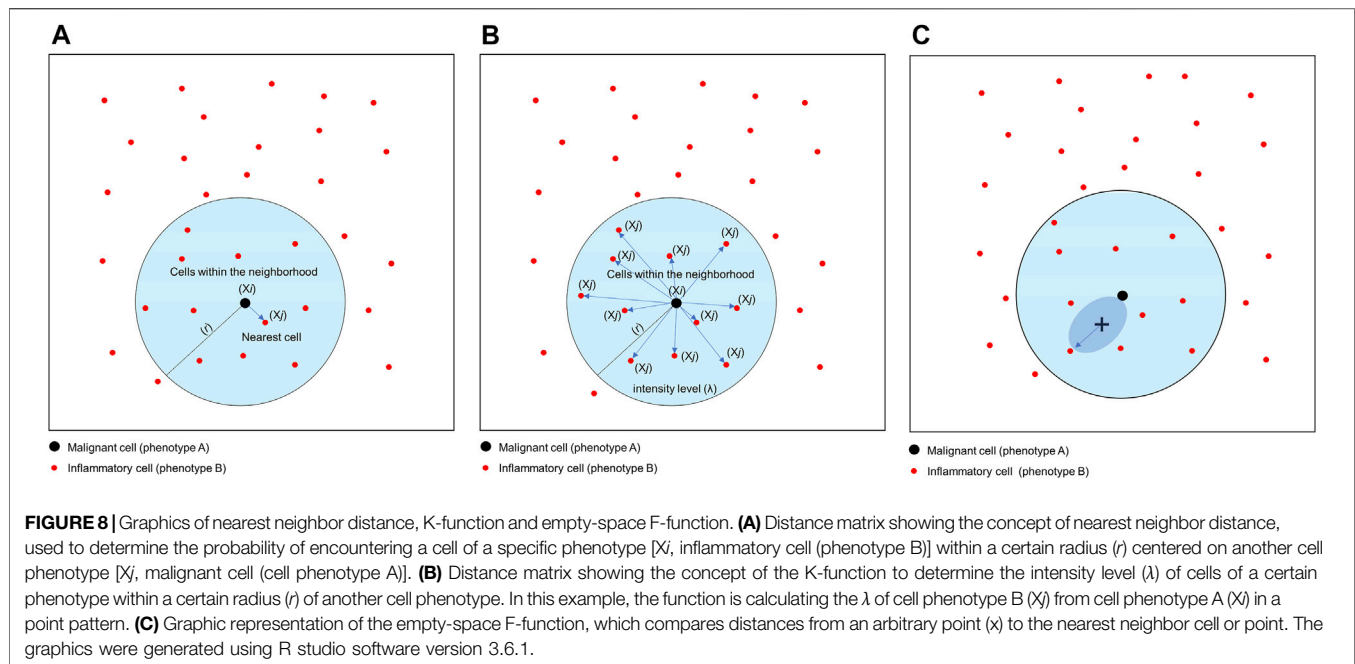 A
B
C
Cells within the neighborhood
(Xi)
(Xj)
(r)
Nearest cell
Malignant cell (phenotype A)
Inflammatory cell (phenotype B)
(Xj)
(Xj)
(Xj)
(Xj)
Cells within the neighborhood
(Xi)
(Xj)
(Xj)
(Xj)
(Xj)
(r)
(Xj)
(Xj)
(Xj)
intensity level (λ)
Malignant cell (phenotype A)
Inflammatory cell (phenotype B)
+
Malignant cell (phenotype A)
Inflammatory cell (phenotype B)
FIGURE 8 | Graphics of nearest neighbor distance, K-function and empty-space F-function. (A) Distance matrix showing the concept of nearest neighbor distance,
used to determine the probability of encountering a cell of a specific phenotype [Xi, inflammatory cell (phenotype B)] within a certain radius (r) centered on another cell
phenotype [Xj, malignant cell (cell phenotype A)]. (B) Distance matrix showing the concept of the K-function to determine the intensity level (λ) of cells of a certain
phenotype within a certain radius (r) of another cell phenotype. In this example, the function is calculating the λ of cell phenotype B (Xj) from cell phenotype A (Xi) in a
point pattern. (C) Graphic representation of the empty-space F-function, which compares distances from an arbitrary point (x) to the nearest neighbor cell or point. The
graphics were generated using R studio software version 3.6.1.